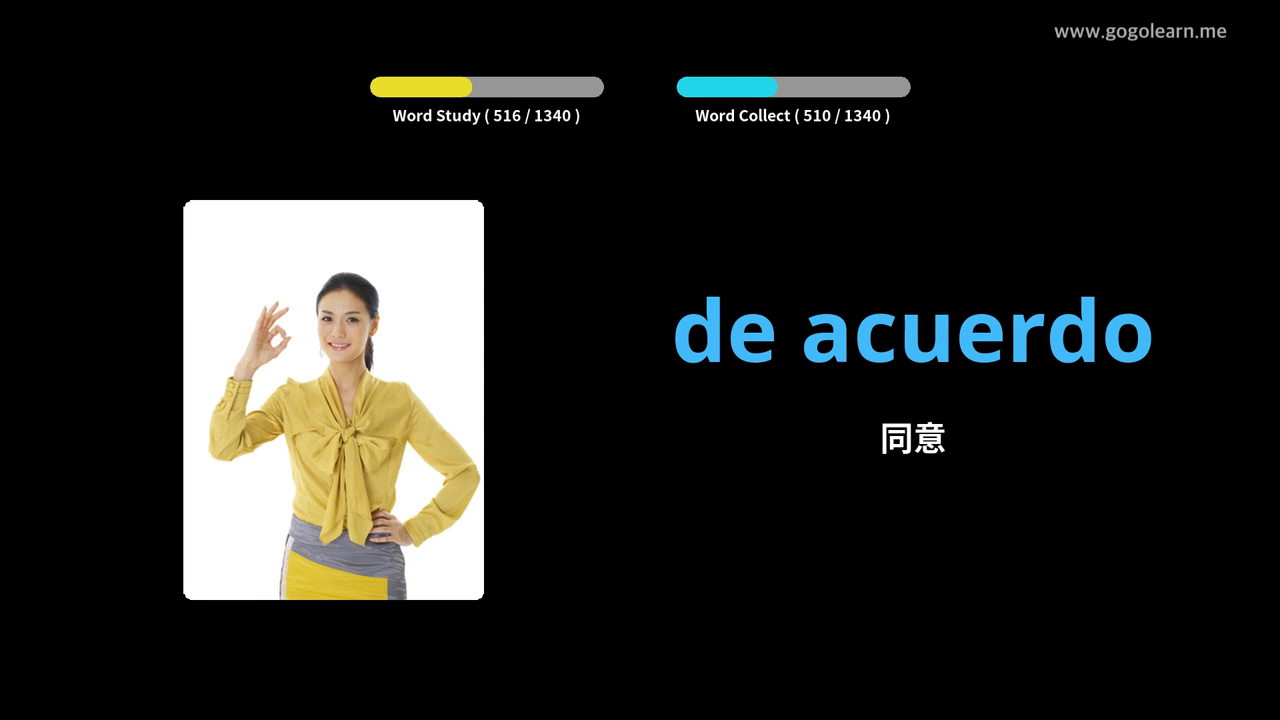 www.gogolearn.me
Word Study ( 516 / 1340 )
Word Collect ( 510 / 1340 )
de acuerdo
同意